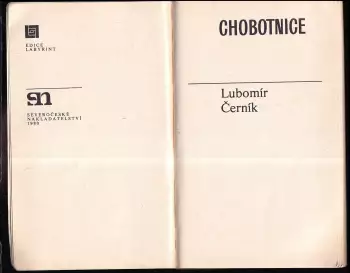 EDICE
LABYRINT
sn
SEVEROČESKÉ
NAKLADATELSTVÍ
1990
CHOBOTNICE
Lubomír
Černík